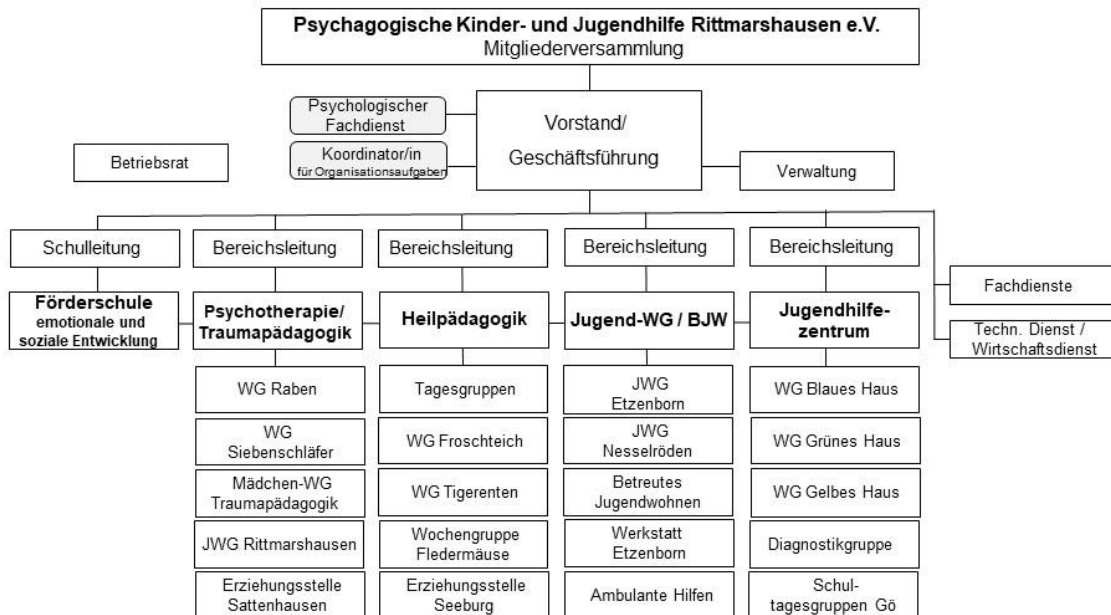 Psychagogische Kinder- und Jugendhilfe Rittmarshausen e.V.
Mitgliederversammlung
Psychologischer
Fachdienst
Vorstand/
Geschäftsführung
Koordinator/in
für Organisationsaufgaben
Betriebsrat
Verwaltung
Schulleitung
Bereichsleitung
Bereichsleitung
Bereichsleitung
Bereichsleitung
Fachdienste
Techn. Dienst /
Wirtschaftsdienst
Förderschule
emotionale und
soziale Entwicklung
Psychotherapie/
Traumapädagogik
Heilpädagogik
Jugend-WG / BJW
Jugendhilfe-
zentrum
WG Raben
Tagesgruppen
JWG
Etzenborn
WG Blaues Haus
WG
Siebenschläfer
WG Froschteich
JWG
Nesselröden
WG Grünes Haus
Mädchen-WG
Traumapädagogik
WG Tigerenten
Betreutes
Jugendwohnen
WG Gelbes Haus
JWG Rittmarshausen
Wochengruppe
Fledermäuse
Werkstatt
Etzenborn
Diagnostikgruppe
Erziehungsstelle
Sattenhausen
Erziehungsstelle
Seeburg
Ambulante Hilfen
Schul-
tagesgruppen Gö